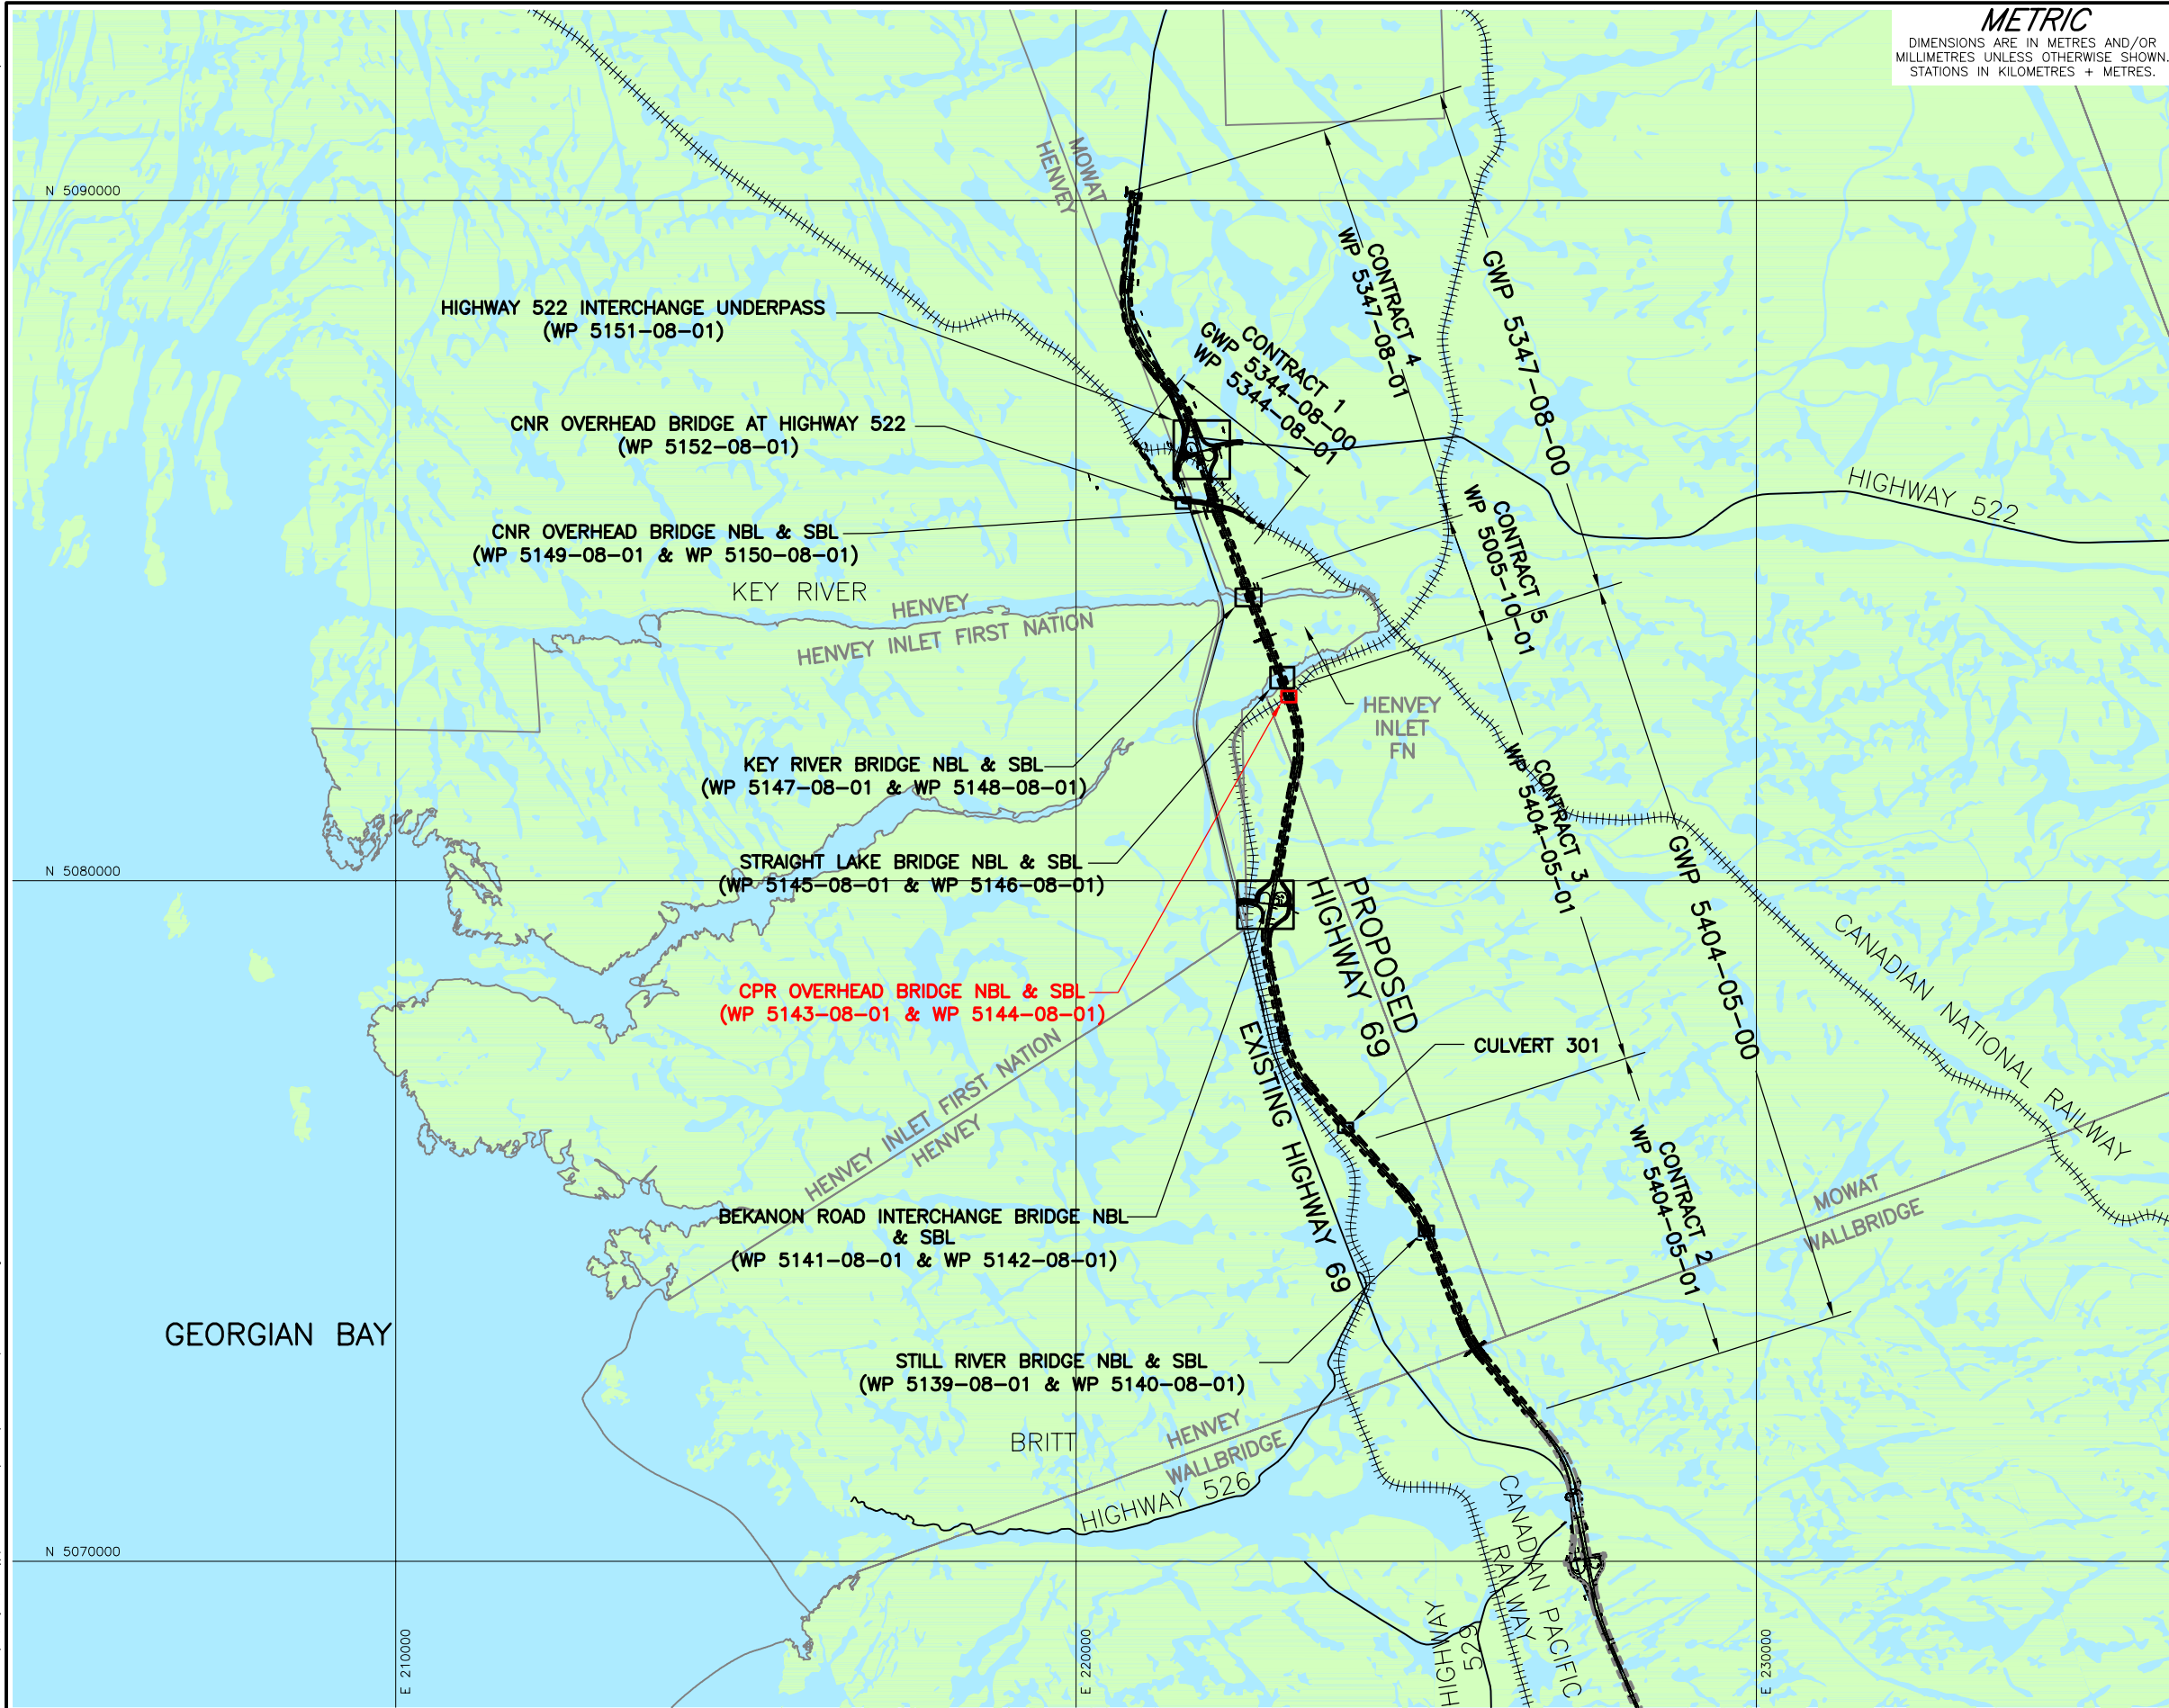 METRIC
DIMENSIONS ARE IN METRES AND/OR
MILLIMETRES UNLESS OTHERWISE SHOWN.
STATIONS IN KILOMETRES + METRES.
MOWAT
HENVEY
N 5090000
CONTRACT 4
WP 5347-08-01
GWP 5347-08-00
HIGHWAY 522 INTERCHANGE UNDERPASS
(WP 5151-08-01)
CONTRACT 1
GWP 5344-08-00
WP 5344-08-01
CNR OVERHEAD BRIDGE AT HIGHWAY 522
(WP 5152-08-01)
HIGHWAY 522
CNR OVERHEAD BRIDGE NBL & SBL
(WP 5149-08-01 & WP 5150-08-01)
CONTRACT 5
WP 5005-10-01
KEY RIVER
HENVEY
HENVEY INLET FIRST NATION
HENVEY
INLET
FN
KEY RIVER BRIDGE NBL & SBL
(WP 5147-08-01 & WP 5148-08-01)
CONTRACT 3
WP 5404-05-01
GWP 5404-05-00
STRAIGHT LAKE BRIDGE NBL & SBL
(WP 5145-08-01 & WP 5146-08-01)
N 5080000
PROPOSED
HIGHWAY 69
CANADIAN NATIONAL RAILWAY
CPR OVERHEAD BRIDGE NBL & SBL
(WP 5143-08-01 & WP 5144-08-01)
EXISTING HIGHWAY 69
CULVERT 301
HENVEY INLET FIRST NATION
HENVEY
CONTRACT 2
WP 5404-05-01
MOWAT
WALLBRIDGE
BEKANON ROAD INTERCHANGE BRIDGE NBL
& SBL
(WP 5141-08-01 & WP 5142-08-01)
GEORGIAN BAY
STILL RIVER BRIDGE NBL & SBL
(WP 5139-08-01 & WP 5140-08-01)
BRITT
HENVEY
WALLBRIDGE
HIGHWAY 526
CANADIAN PACIFIC
RAILWAY
N 5070000
HIGHWAY
529
E 210000
E 220000
E 230000